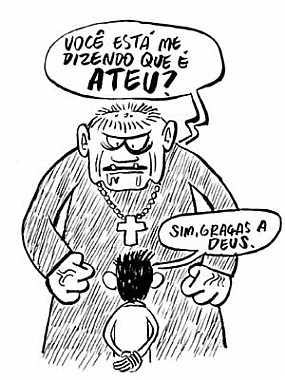 VOCÊ ESTÁ ME
DIZENDO QUE É
ATEU?
SIM, GRAÇAS A
DEUS.